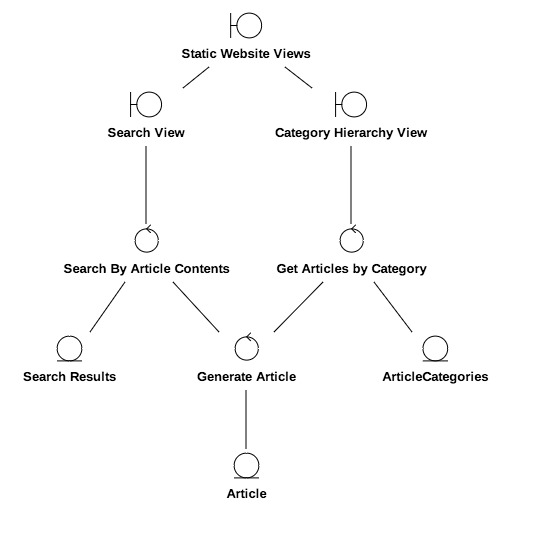 Static Website Views
Search View
Category Hierarchy View
Search By Article Contents
Get Articles by Category
Search Results
Generate Article
ArticleCategories
Article